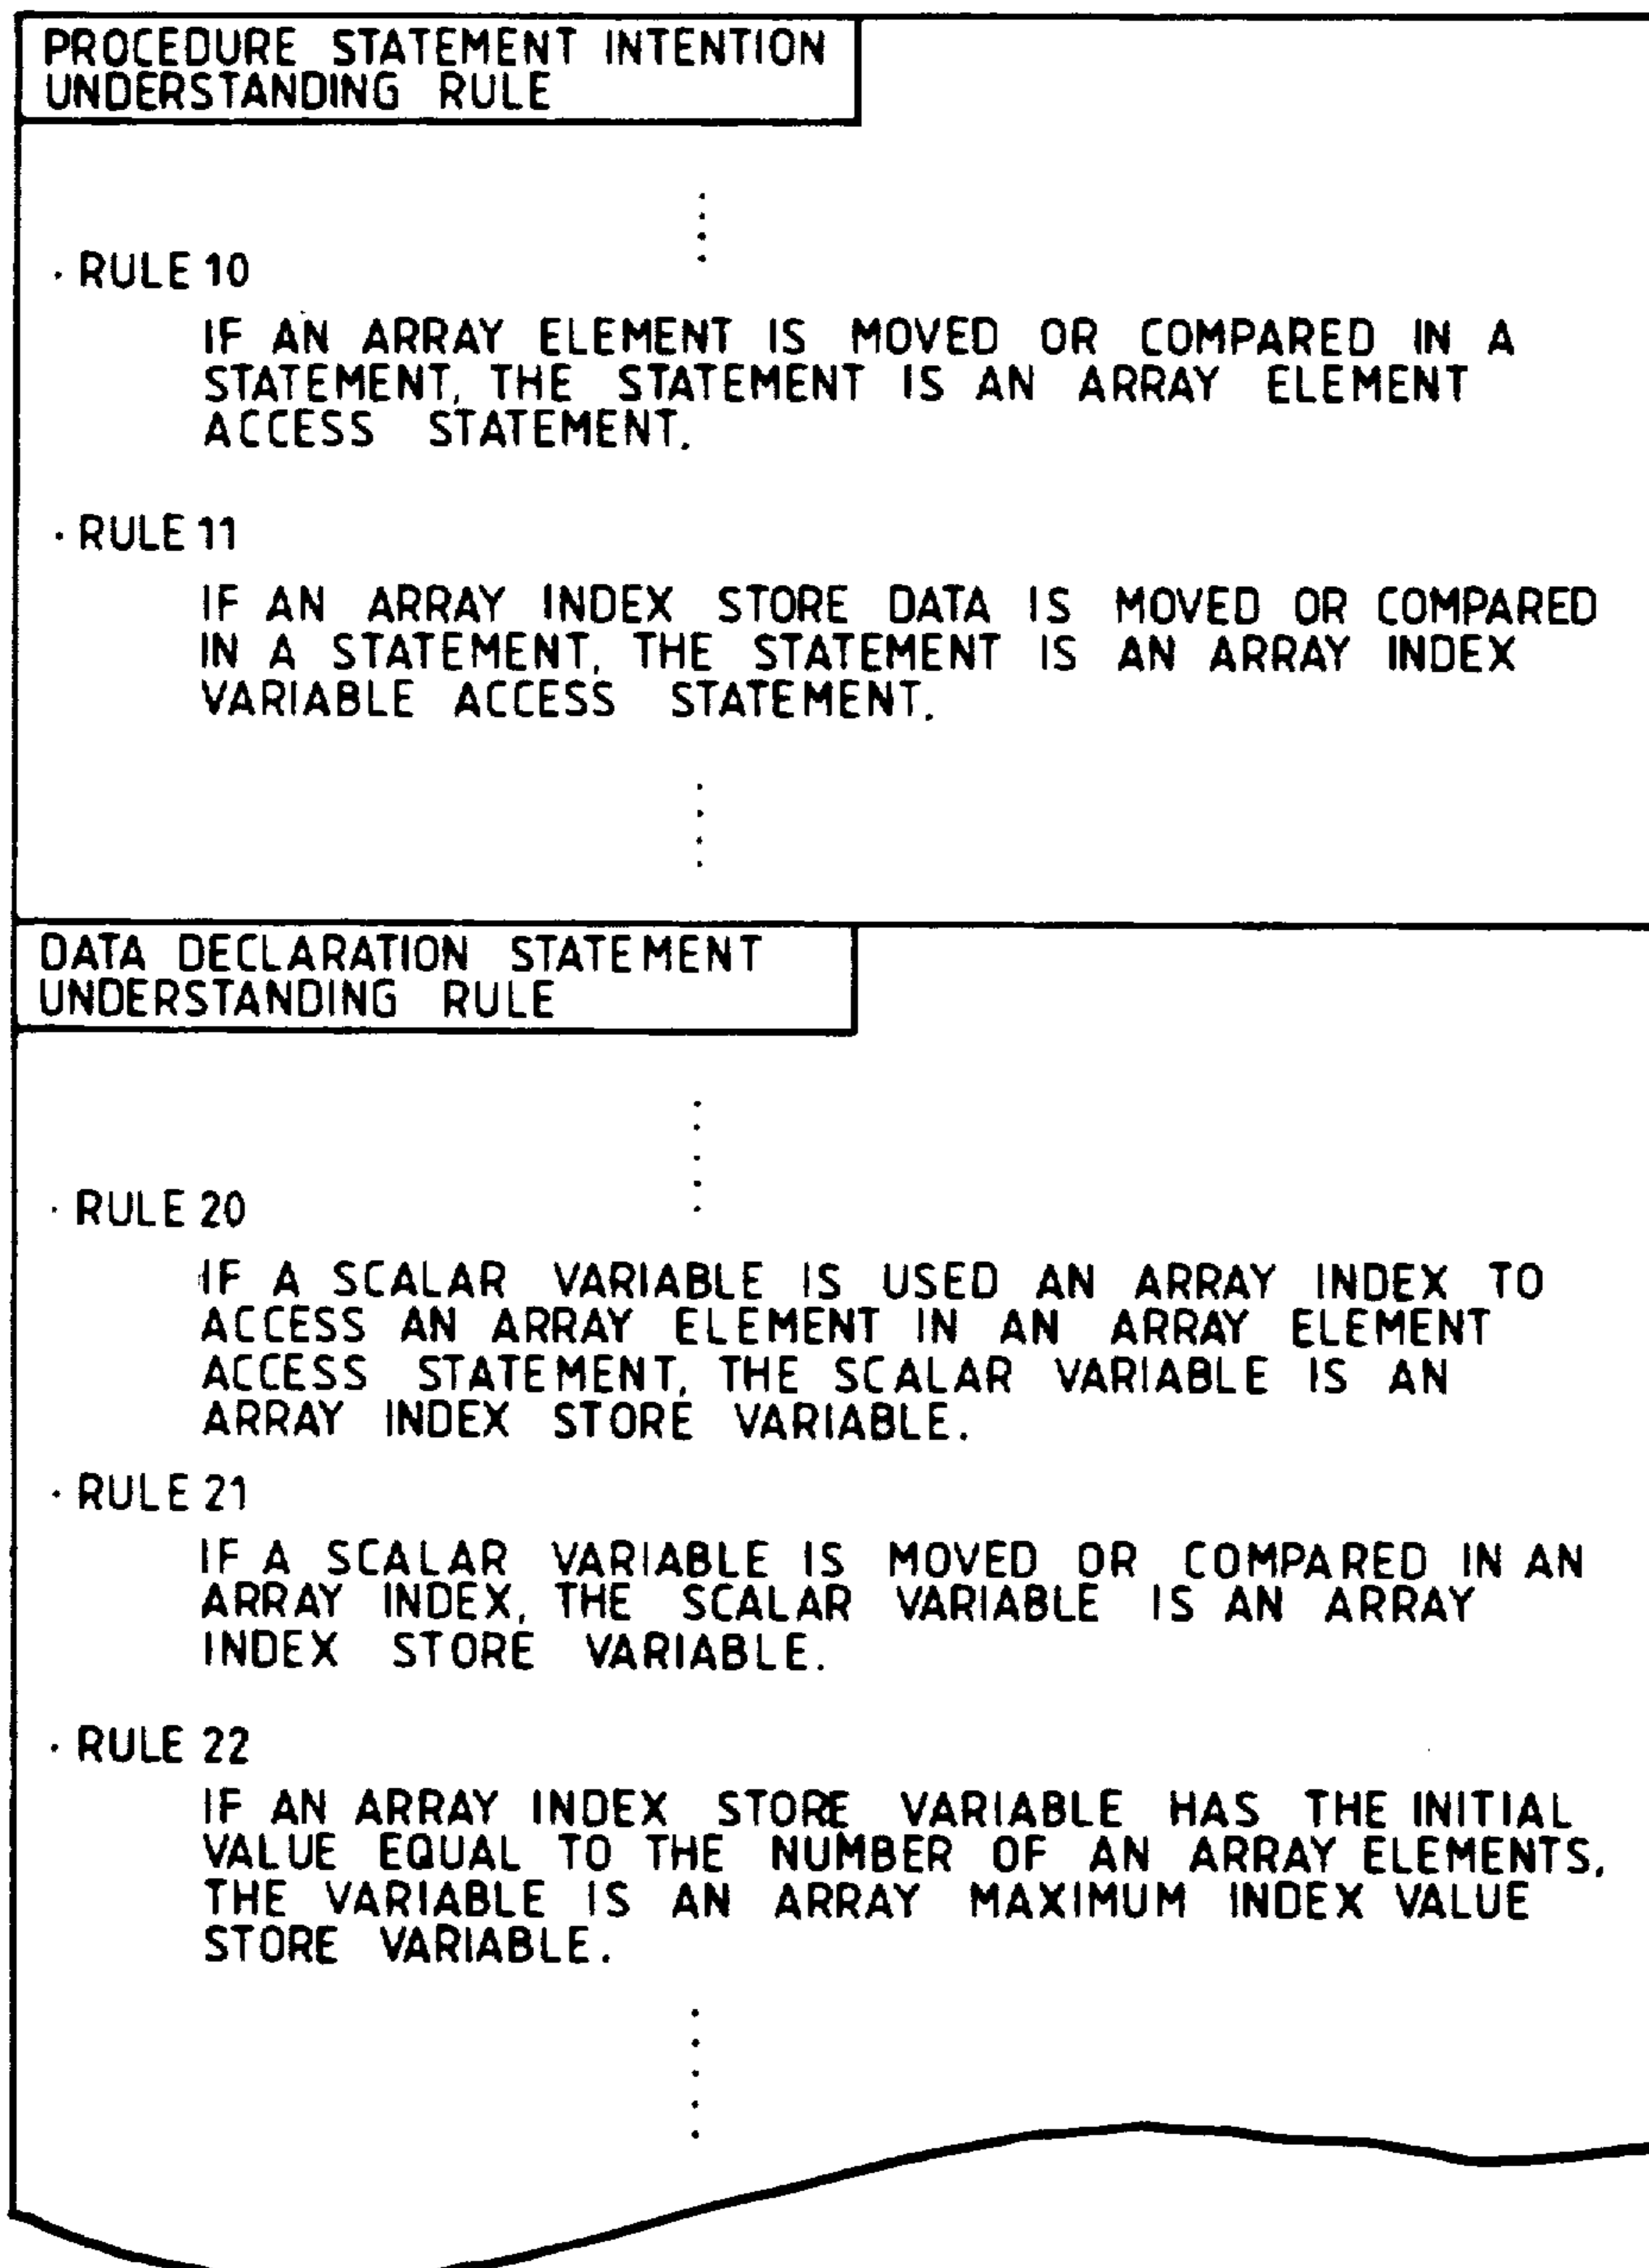 PROCEDURE STATEMENT INTENTION
UNDERSTANDING RULE
· RULE 10
IF AN ARRAY ELEMENT IS MOVED OR COMPARED IN A
STATEMENT, THE STATEMENT IS AN ARRAY ELEMENT
ACCESS STATEMENT.
· RULE 11
IF AN ARRAY INDEX STORE DATA IS MOVED OR COMPARED
IN A STATEMENT, THE STATEMENT IS AN ARRAY INDEX
VARIABLE ACCESS STATEMENT.
DATA DECLARATION STATEMENT
UNDERSTANDING RULE
· RULE 20
IF A SCALAR VARIABLE IS USED AN ARRAY INDEX TO
ACCESS AN ARRAY ELEMENT IN AN ARRAY ELEMENT
ACCESS STATEMENT, THE SCALAR VARIABLE IS AN
ARRAY INDEX STORE VARIABLE.
· RULE 21
IF A SCALAR VARIABLE IS MOVED OR COMPARED IN AN
ARRAY INDEX, THE SCALAR VARIABLE IS AN ARRAY
INDEX STORE VARIABLE.
· RULE 22
IF AN ARRAY INDEX STORE VARIABLE HAS THE INITIAL
VALUE EQUAL TO THE NUMBER OF AN ARRAY ELEMENTS,
THE VARIABLE IS AN ARRAY MAXIMUM INDEX VALUE
STORE VARIABLE.